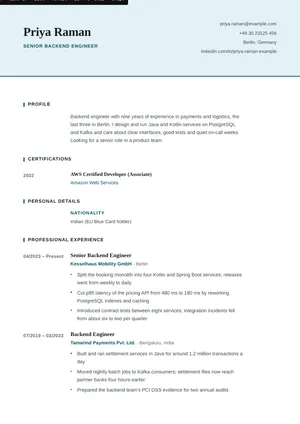 Priya Raman
SENIOR BACKEND ENGINEER
priya.raman@example.com
+49 30 23125 456
Berlin, Germany
linkedin.com/in/priya-raman-example
PROFILE
Backend engineer with nine years of experience in payments and logistics, the
last three in Berlin. I design and run Java and Kotlin services on PostgreSQL
and Kafka and care about clear interfaces, good tests and quiet on-call weeks.
Looking for a senior role in a product team.
CERTIFICATIONS
2022
AWS Certified Developer (Associate)
Amazon Web Services
PERSONAL DETAILS
NATIONALITY
Indian (EU Blue Card holder)
PROFESSIONAL EXPERIENCE
04/2023 – Present
Senior Backend Engineer
Kesselhaus Mobility GmbH · Berlin
• Split the booking monolith into four Kotlin and Spring Boot services; releases
went from weekly to daily
• Cut p95 latency of the pricing API from 480 ms to 190 ms by reworking
PostgreSQL indexes and caching
• Introduced contract tests between eight services; integration incidents fell
from about six to two per quarter
07/2019 – 03/2023
Backend Engineer
Tamarind Payments Pvt. Ltd. · Bengaluru, India
• Built and ran settlement services in Java for around 1.2 million transactions a
day
• Moved nightly batch jobs to Kafka consumers; settlement files now reach
partner banks four hours earlier
• Prepared the team's PCI DSS evidence for two annual audits